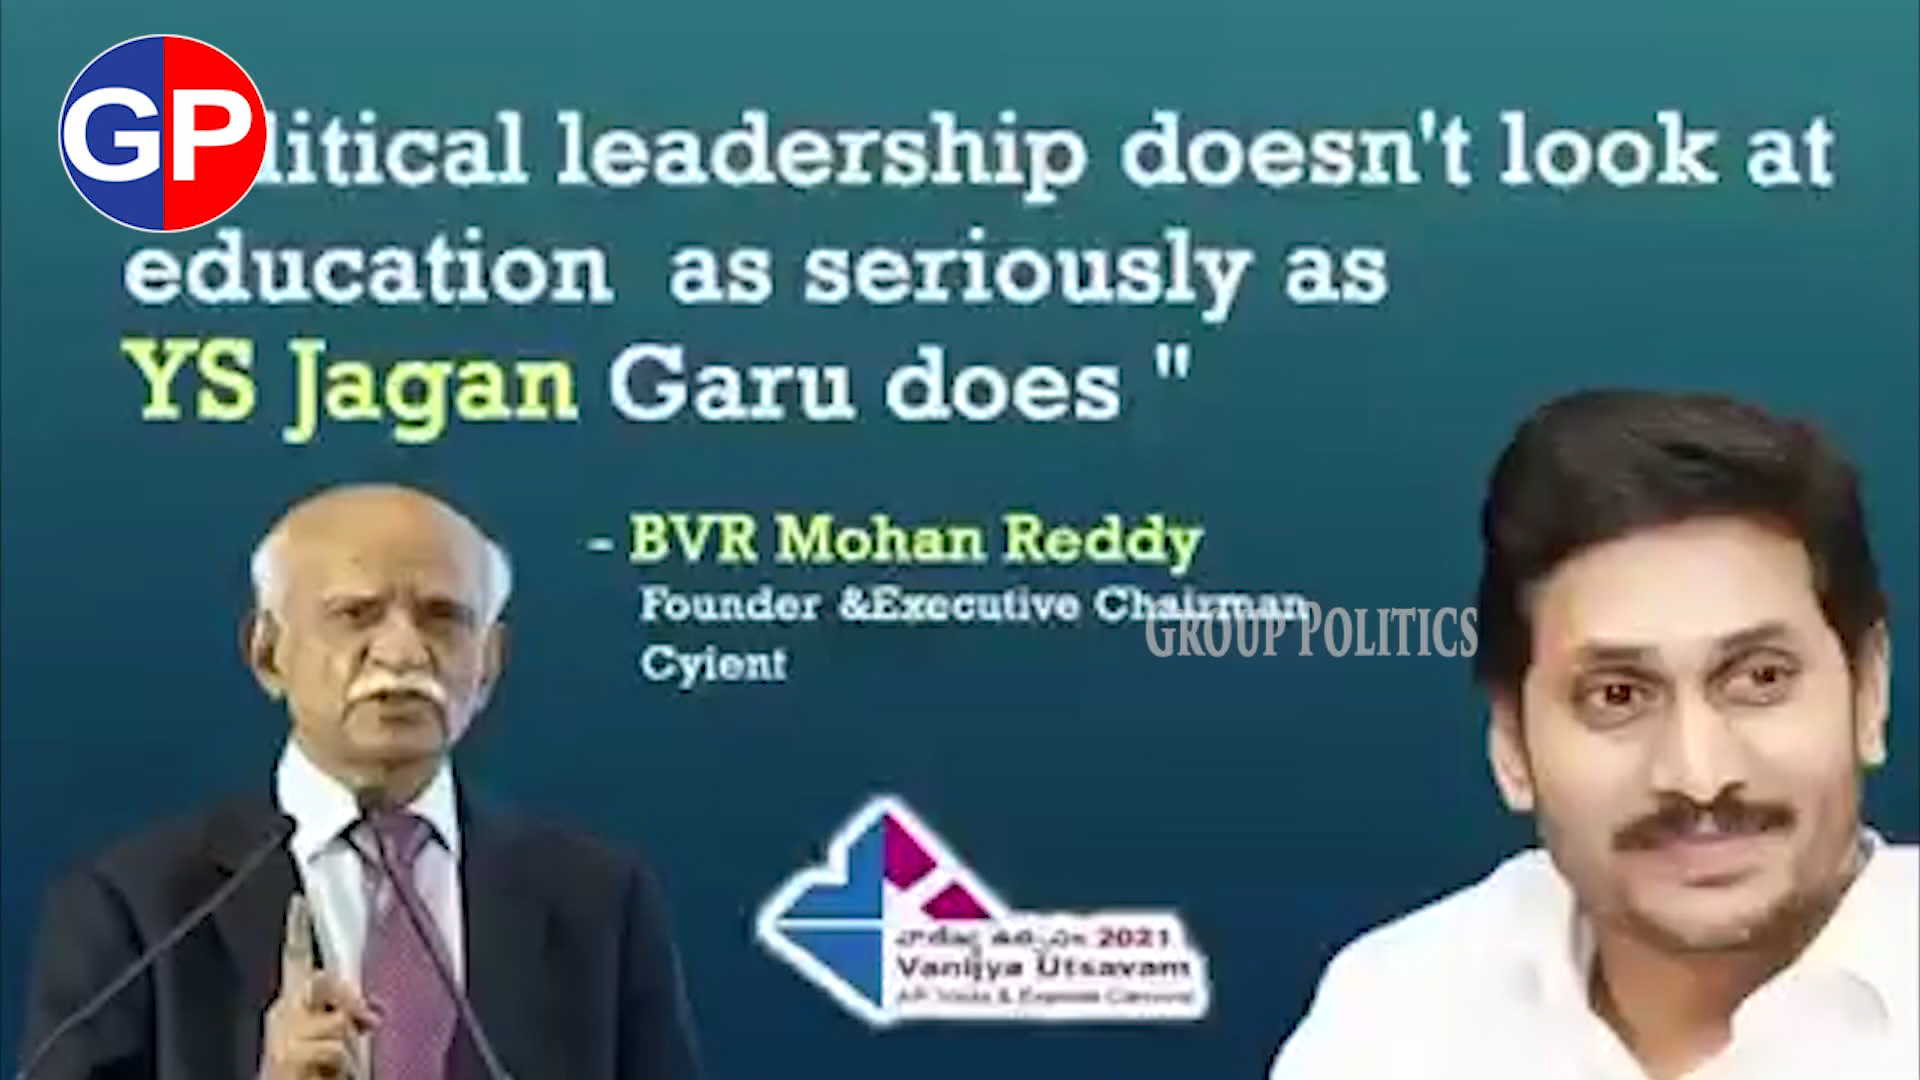 GP
litical leadership doesn't look at
education as seriously as
YS Jagan Garu does "
- BVR Mohan Reddy
Founder &Executive Chairman
GROUP POLITICS
Cyient
2021
Vanijya Utsavam